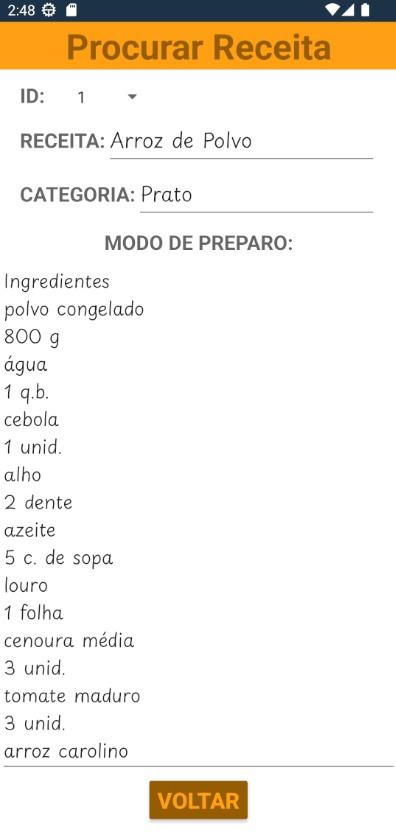 2:48
Procurar Receita
ID: 1
RECEITA: Arroz de Polvo
CATEGORIA: Prato
MODO DE PREPARO:
Ingredientes
polvo congelado
800 g
água
1 q.b.
cebola
1 unid.
alho
2 dente
azeite
5 c. de sopa
louro
1 folha
cenoura média
3 unid.
tomate maduro
3 unid.
arroz carolino
VOLTAR